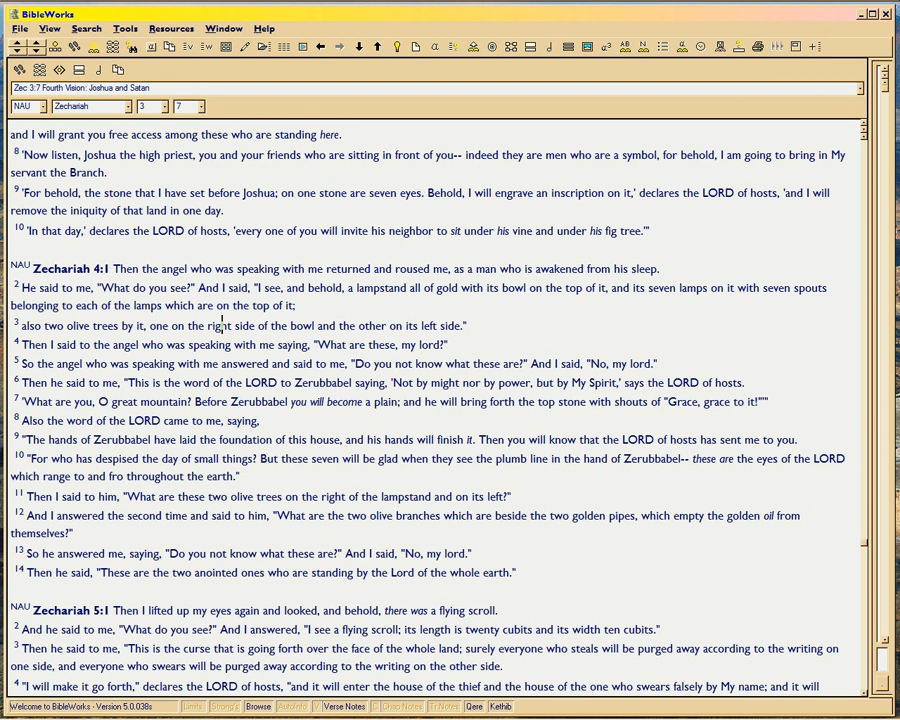 BibleWorks
File View Search Tools Resources Window Help
Zec 3:7 Fourth Vision: Joshua and Satan
NAU Zechariah 3 7
and I will grant you free access among these who are standing here.
8 'Now listen, Joshua the high priest, you and your friends who are sitting in front of you-- indeed they are men who are a symbol, for behold, I am going to bring in My
servant the Branch.
9 'For behold, the stone that I have set before Joshua; on one stone are seven eyes. Behold, I will engrave an inscription on it,' declares the LORD of hosts, 'and I will
remove the iniquity of that land in one day.
10 'In that day,' declares the LORD of hosts, 'every one of you will invite his neighbor to sit under his vine and under his fig tree.'"
NAU Zechariah 4:1 Then the angel who was speaking with me returned and roused me, as a man who is awakened from his sleep.
2 He said to me, "What do you see?" And I said, "I see, and behold, a lampstand all of gold with its bowl on the top of it, and its seven lamps on it with seven spouts
belonging to each of the lamps which are on the top of it;
3 also two olive trees by it, one on the right side of the bowl and the other on its left side."
4 Then I said to the angel who was speaking with me saying, "What are these, my lord?"
5 So the angel who was speaking with me answered and said to me, "Do you not know what these are?" And I said, "No, my lord."
6 Then he said to me, "This is the word of the LORD to Zerubbabel saying, 'Not by might nor by power, but by My Spirit,' says the LORD of hosts.
7 'What are you, O great mountain? Before Zerubbabel you will become a plain; and he will bring forth the top stone with shouts of "Grace, grace to it!"'"
8 Also the word of the LORD came to me, saying,
9 "The hands of Zerubbabel have laid the foundation of this house, and his hands will finish it. Then you will know that the LORD of hosts has sent me to you.
10 "For who has despised the day of small things? But these seven will be glad when they see the plumb line in the hand of Zerubbabel-- these are the eyes of the LORD
which range to and fro throughout the earth."
11 Then I said to him, "What are these two olive trees on the right of the lampstand and on its left?"
12 And I answered the second time and said to him, "What are the two olive branches which are beside the two golden pipes, which empty the golden oil from
themselves?"
13 So he answered me, saying, "Do you not know what these are?" And I said, "No, my lord."
14 Then he said, "These are the two anointed ones who are standing by the Lord of the whole earth."
NAU Zechariah 5:1 Then I lifted up my eyes again and looked, and behold, there was a flying scroll.
2 And he said to me, "What do you see?" And I answered, "I see a flying scroll; its length is twenty cubits and its width ten cubits."
3 Then he said to me, "This is the curse that is going forth over the face of the whole land; surely everyone who steals will be purged away according to the writing on
one side, and everyone who swears will be purged away according to the writing on the other side.
4 "I will make it go forth," declares the LORD of hosts, "and it will enter the house of the thief and the house of the one who swears falsely by My name; and it will
Welcome to BibleWorks - Version 5.0.038s Limits Strong's Browse AutoInfo V Verse Notes C Chap Notes Tr Notes Qere Kethib